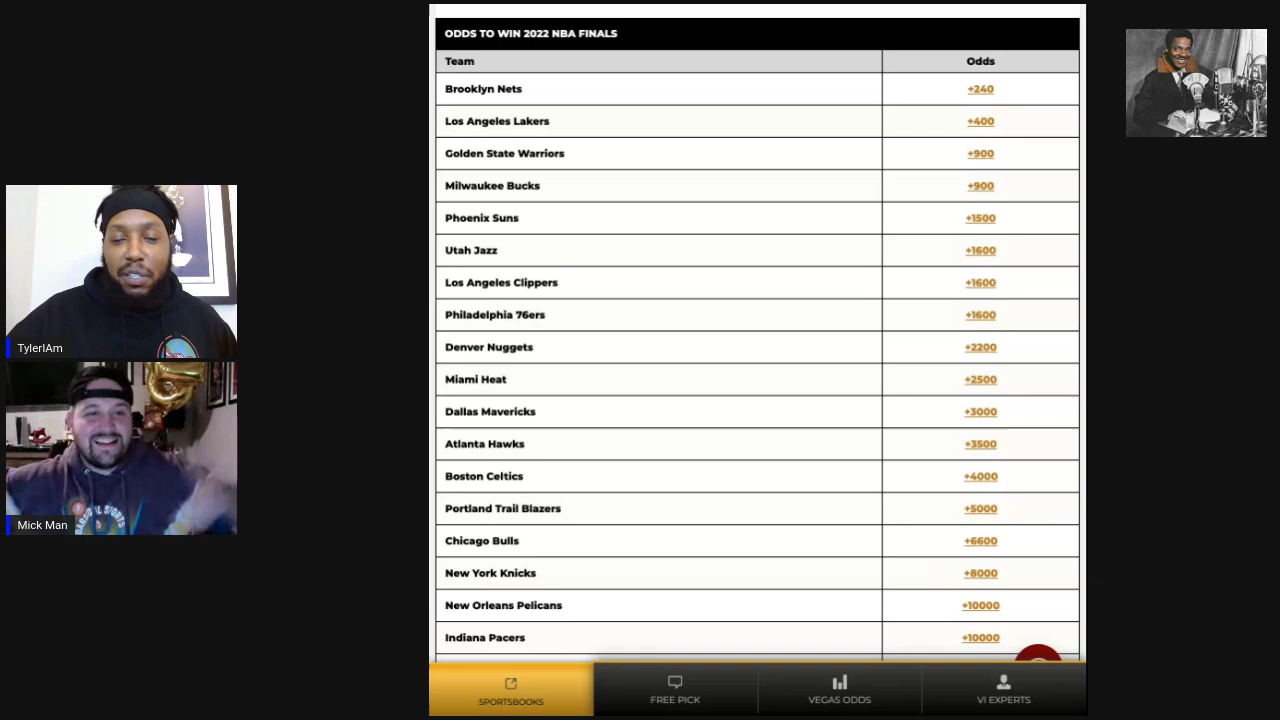 ODDS TO WIN 2022 NBA FINALS
Team Odds
Brooklyn Nets +240
Los Angeles Lakers +400
Golden State Warriors +900
Milwaukee Bucks +900
Phoenix Suns +1500
Utah Jazz +1600
Los Angeles Clippers +1600
Philadelphia 76ers +1600
Denver Nuggets +2200
Miami Heat +2500
Dallas Mavericks +3000
Atlanta Hawks +3500
Boston Celtics +4000
Portland Trail Blazers +5000
Chicago Bulls +6600
New York Knicks +8000
New Orleans Pelicans +10000
Indiana Pacers +10000
SPORTSBOOKS
FREE PICK
VEGAS ODDS
VI EXPERTS
TylerIAm
Mick Man